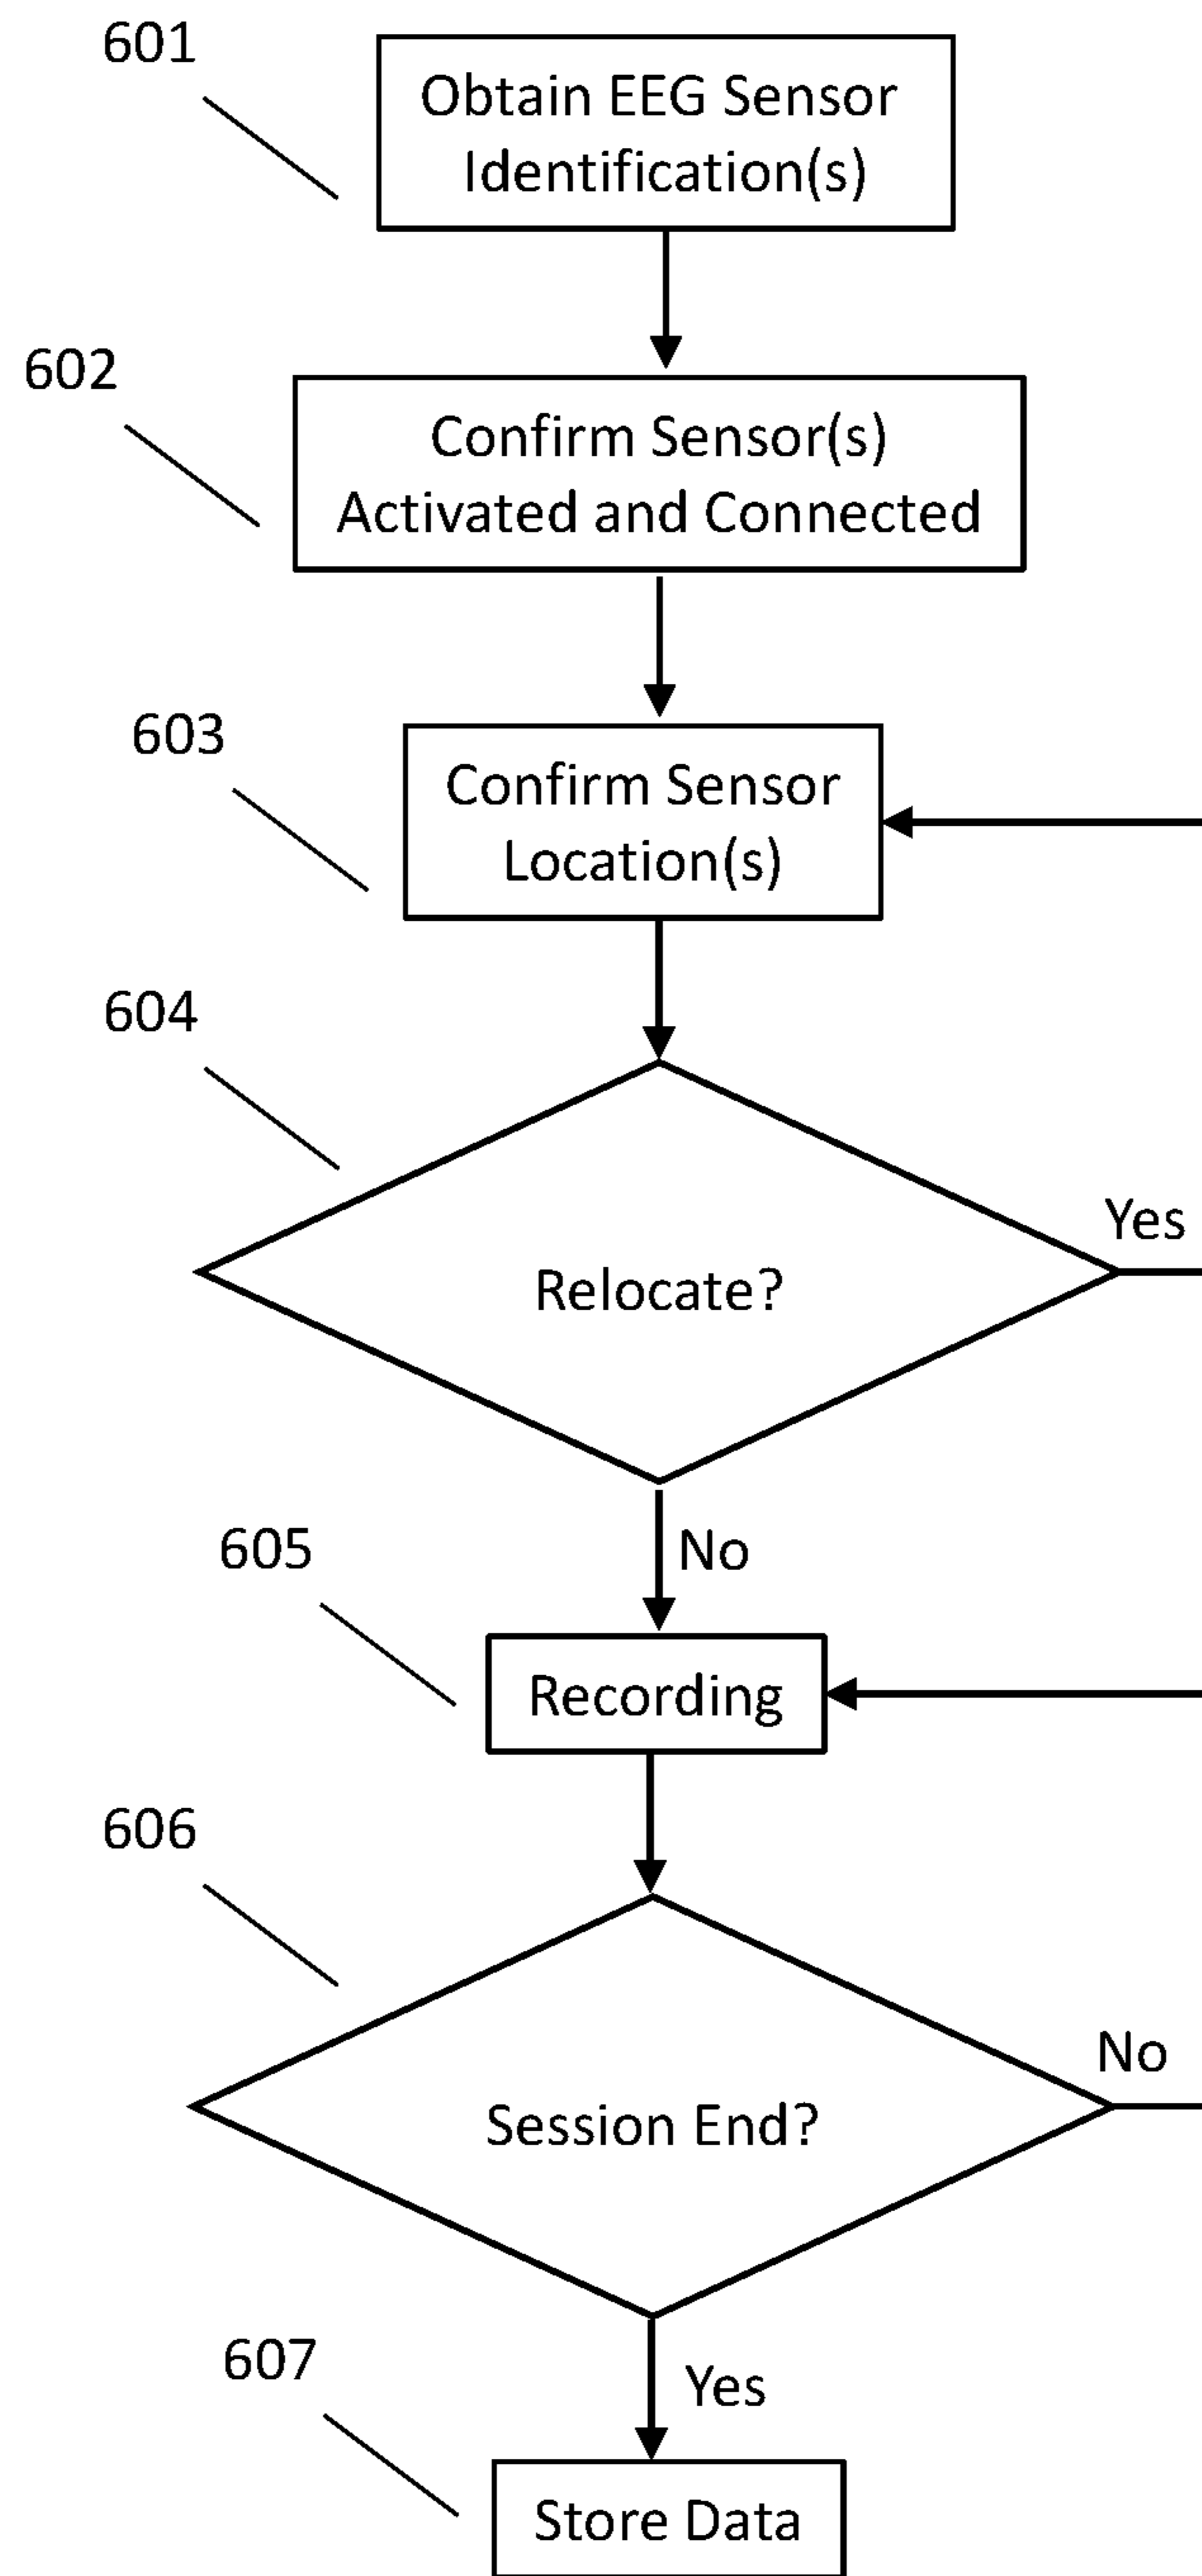 601
Obtain EEG Sensor
Identification(s)
602
Confirm Sensor(s)
Activated and Connected
603
Confirm Sensor
Location(s)
604
Relocate?
Yes
No
605
Recording
606
Session End?
No
Yes
607
Store Data